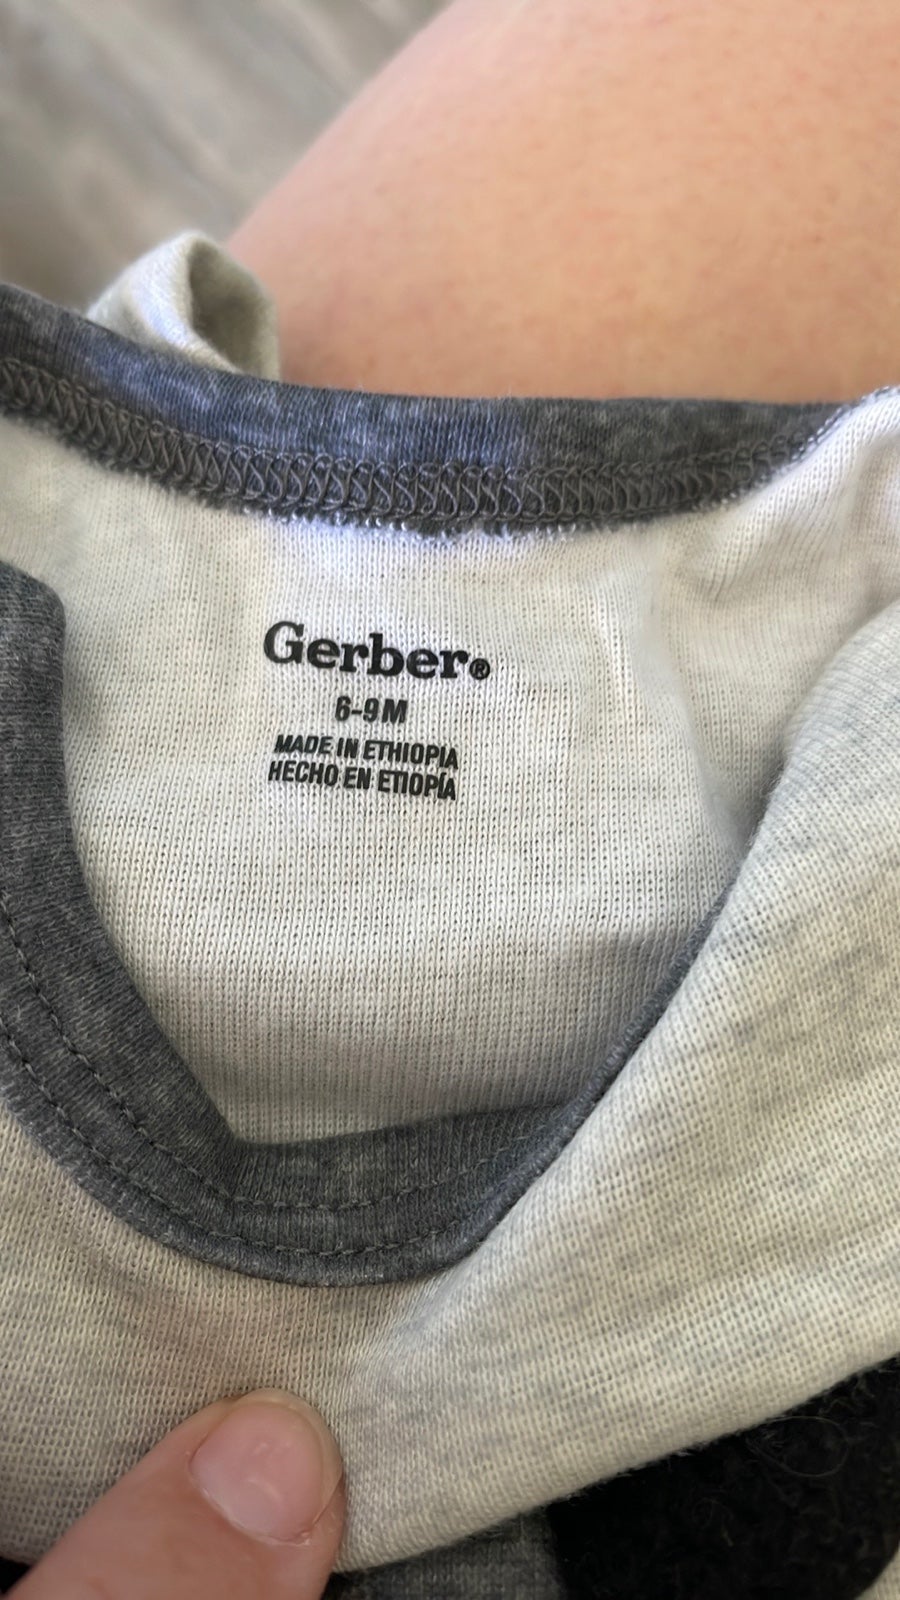 Gerber®
6-9M
MADE IN ETHIOPIA
HECHO EN ETIOPÍA